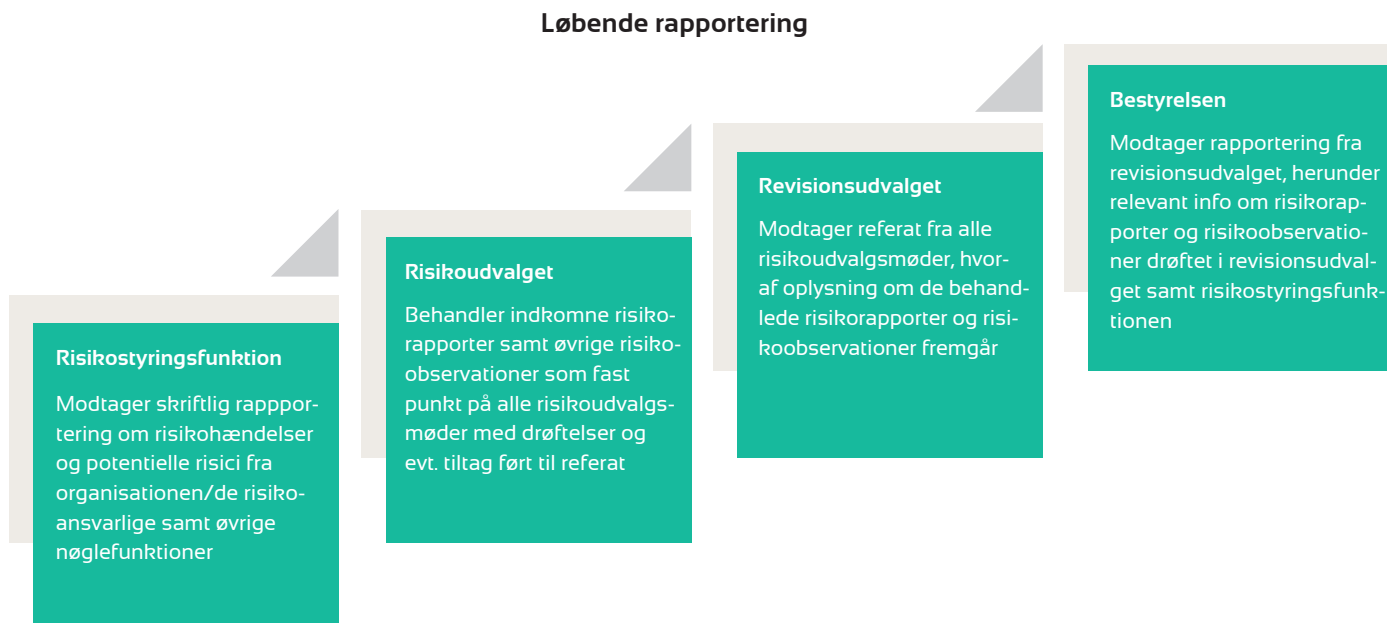 Løbende rapportering
Risikostyringsfunktion
Modtager skriftlig rapppor-
tering om risikohændelser
og potentielle risici fra
organisationen/de risiko-
ansvarlige samt øvrige
nøglefunktioner
Risikoudvalget
Behandler indkomne risiko-
rapporter samt øvrige risiko-
observationer som fast
punkt på alle risikoudvalgs-
møder med drøftelser og
evt. tiltag ført til referat
Revisionsudvalget
Modtager referat fra alle
risikoudvalgsmøder, hvor-
af oplysning om de behand-
lede risikorapporter og risi-
koobservationer fremgår
Bestyrelsen
Modtager rapportering fra
revisionsudvalget, herunder
relevant info om risikorap-
porter og risikoobservatio-
ner drøftet i revisionsudval-
get samt risikostyringsfunk-
tionen